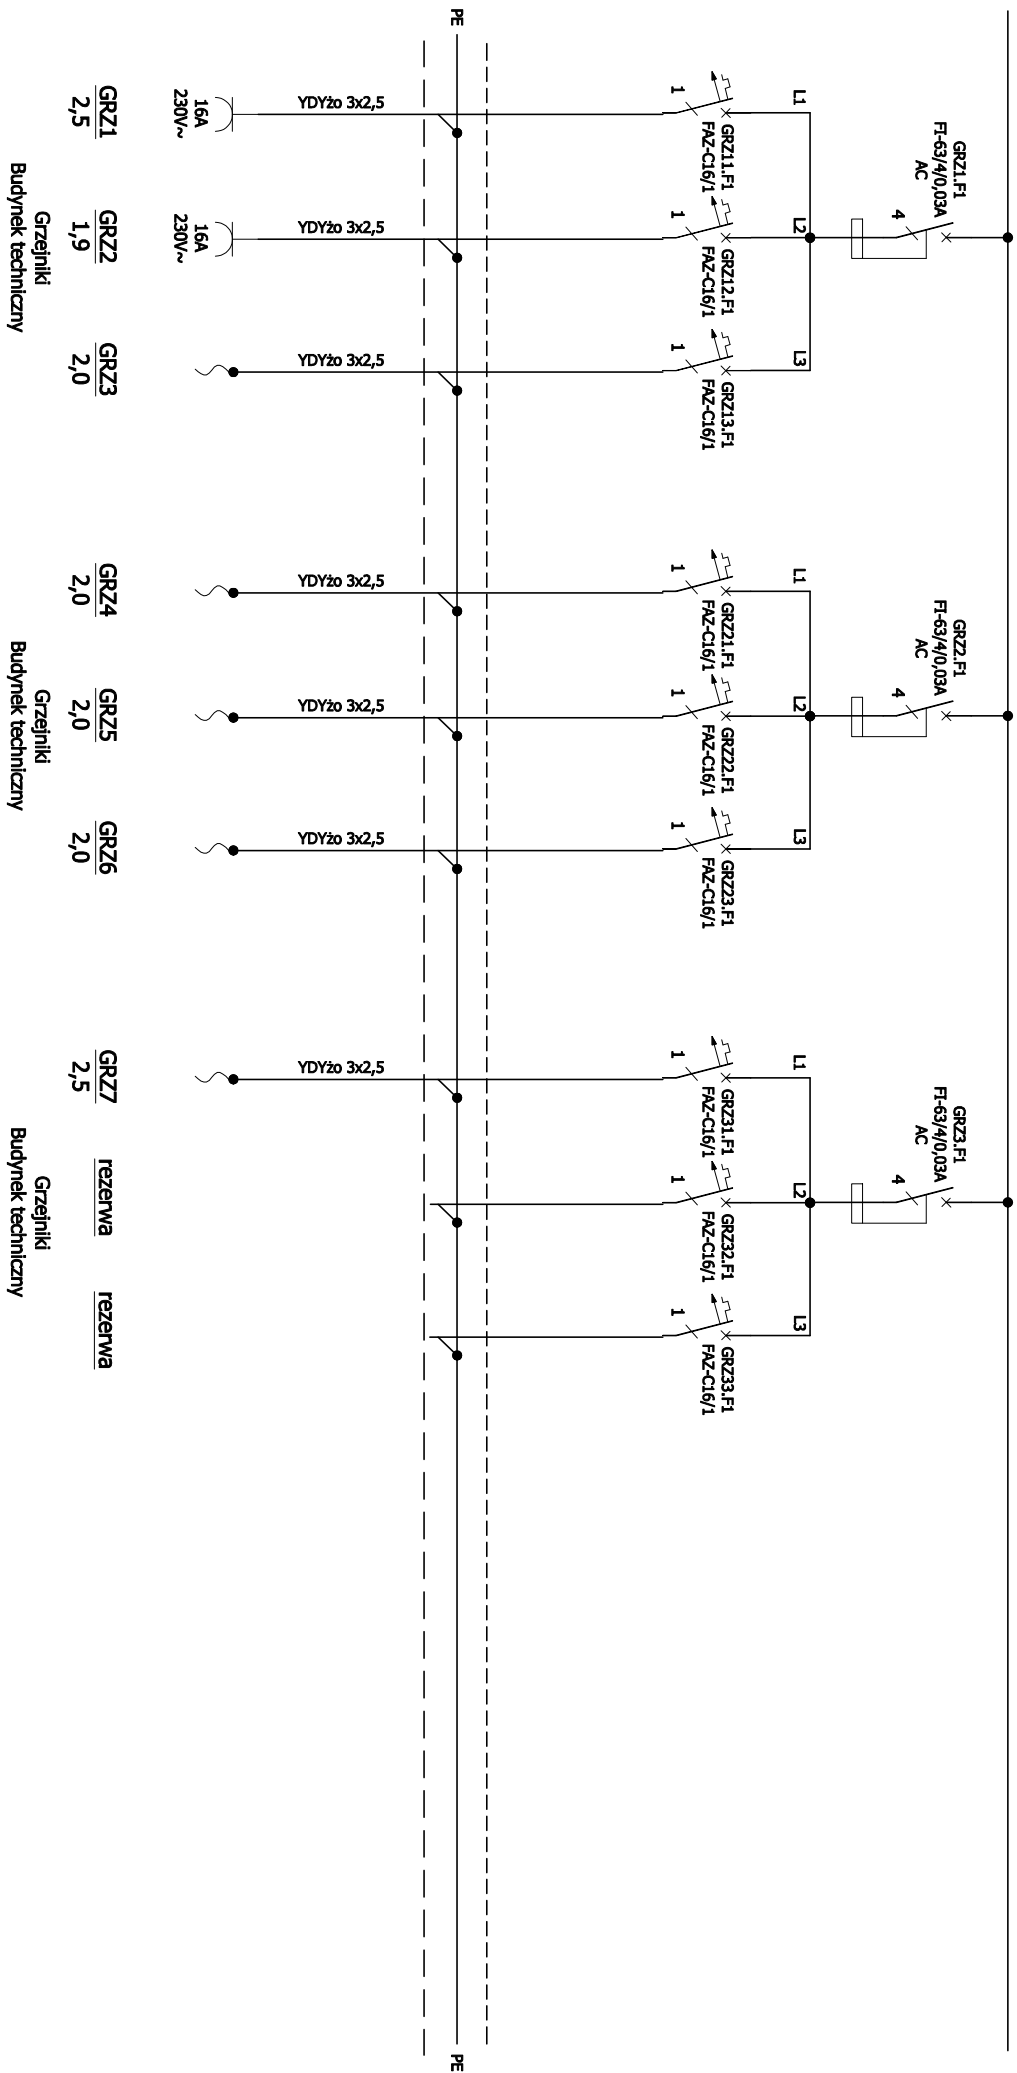 GRZ1.F1
FI-63/4/0,03A
AC
4
GRZ2.F1
FI-63/4/0,03A
AC
4
GRZ3.F1
FI-63/4/0,03A
AC
4
L1
L2
L3
L1
L2
L3
L1
L2
L3
1
GRZ11.F1
FAZ-C16/1
1
GRZ12.F1
FAZ-C16/1
1
GRZ13.F1
FAZ-C16/1
1
GRZ21.F1
FAZ-C16/1
1
GRZ22.F1
FAZ-C16/1
1
GRZ23.F1
FAZ-C16/1
1
GRZ31.F1
FAZ-C16/1
1
GRZ32.F1
FAZ-C16/1
1
GRZ33.F1
FAZ-C16/1
PE
PE
YDYżo 3x2,5
YDYżo 3x2,5
YDYżo 3x2,5
YDYżo 3x2,5
YDYżo 3x2,5
YDYżo 3x2,5
YDYżo 3x2,5
16A
230V~
16A
230V~
GRZ1
2,5
GRZ2
1,9
GRZ3
2,0
GRZ4
2,0
GRZ5
2,0
GRZ6
2,0
GRZ7
2,5
rezerwa
rezerwa
Grzejniki
Budynek techniczny
Grzejniki
Budynek techniczny
Grzejniki
Budynek techniczny